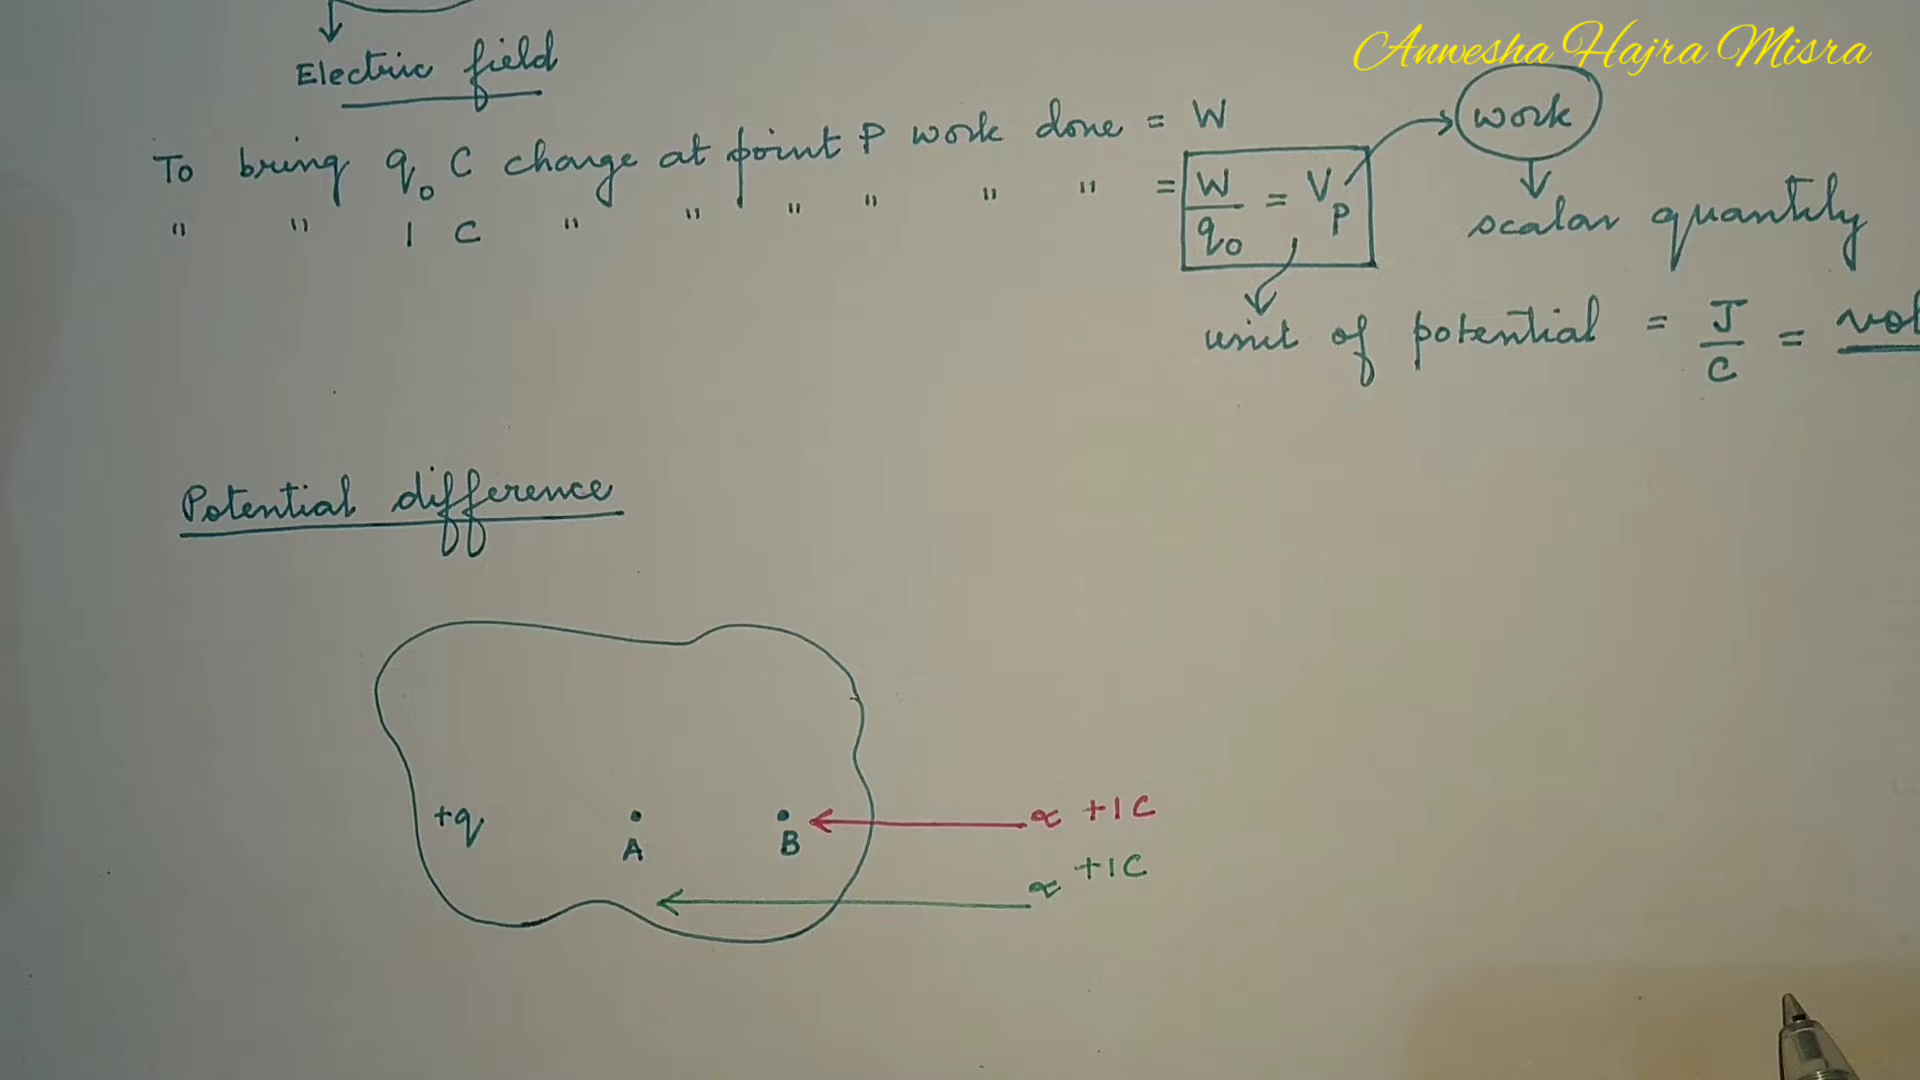 Anwesha Hajra Misra
Electric field
To bring q₀ C charge at point P work done = W
" " 1 C " " " " " " = W/q₀ = V_P
work
scalar quantity
unit of potential = J/C =
Potential difference
+q A B ∝ +1C
∝ +1C